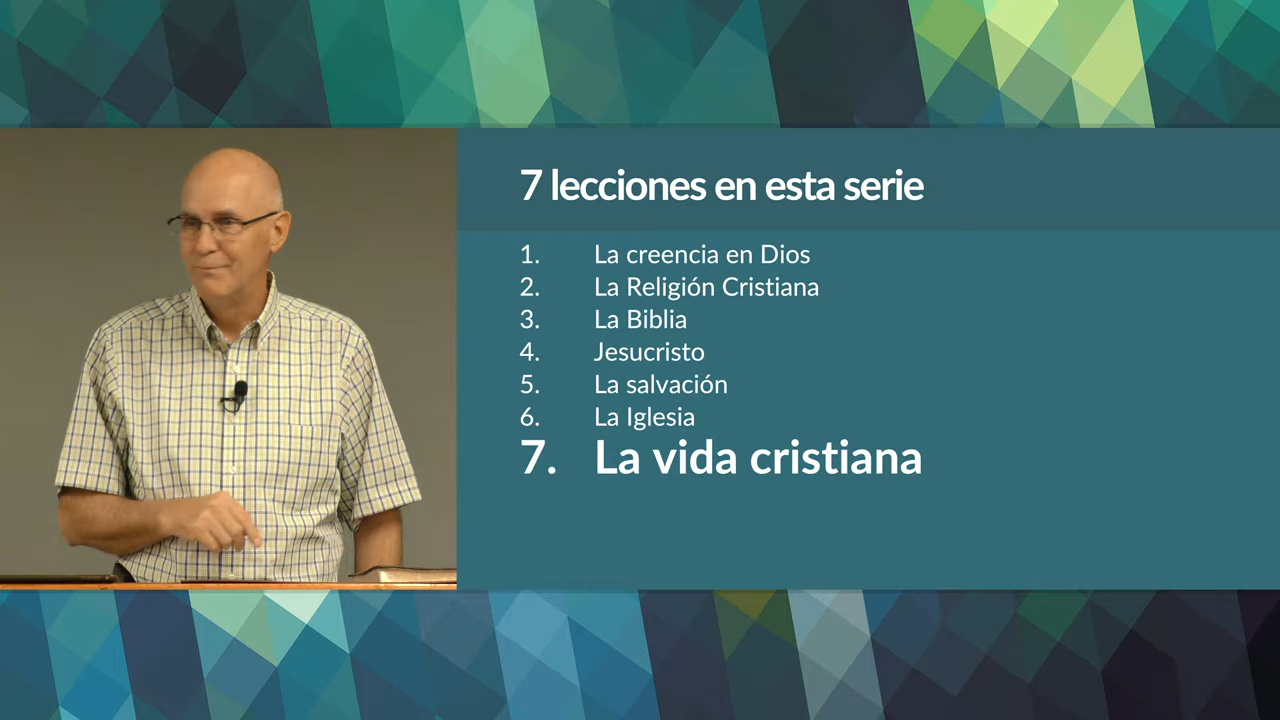 7 lecciones en esta serie
1. La creencia en Dios
2. La Religión Cristiana
3. La Biblia
4. Jesucristo
5. La salvación
6. La Iglesia
7. La vida cristiana